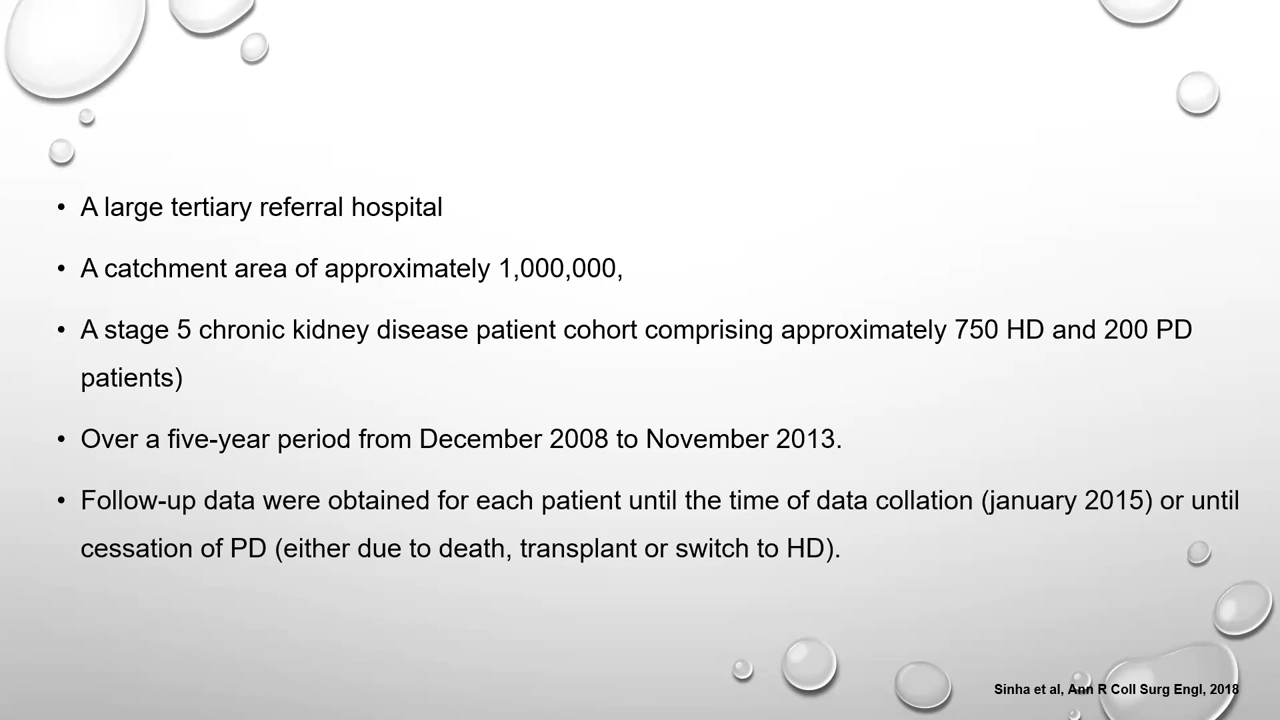 • A large tertiary referral hospital
• A catchment area of approximately 1,000,000,
• A stage 5 chronic kidney disease patient cohort comprising approximately 750 HD and 200 PD
patients)
• Over a five-year period from December 2008 to November 2013.
• Follow-up data were obtained for each patient until the time of data collation (january 2015) or until
cessation of PD (either due to death, transplant or switch to HD).
Sinha et al, Ann R Coll Surg Engl, 2018